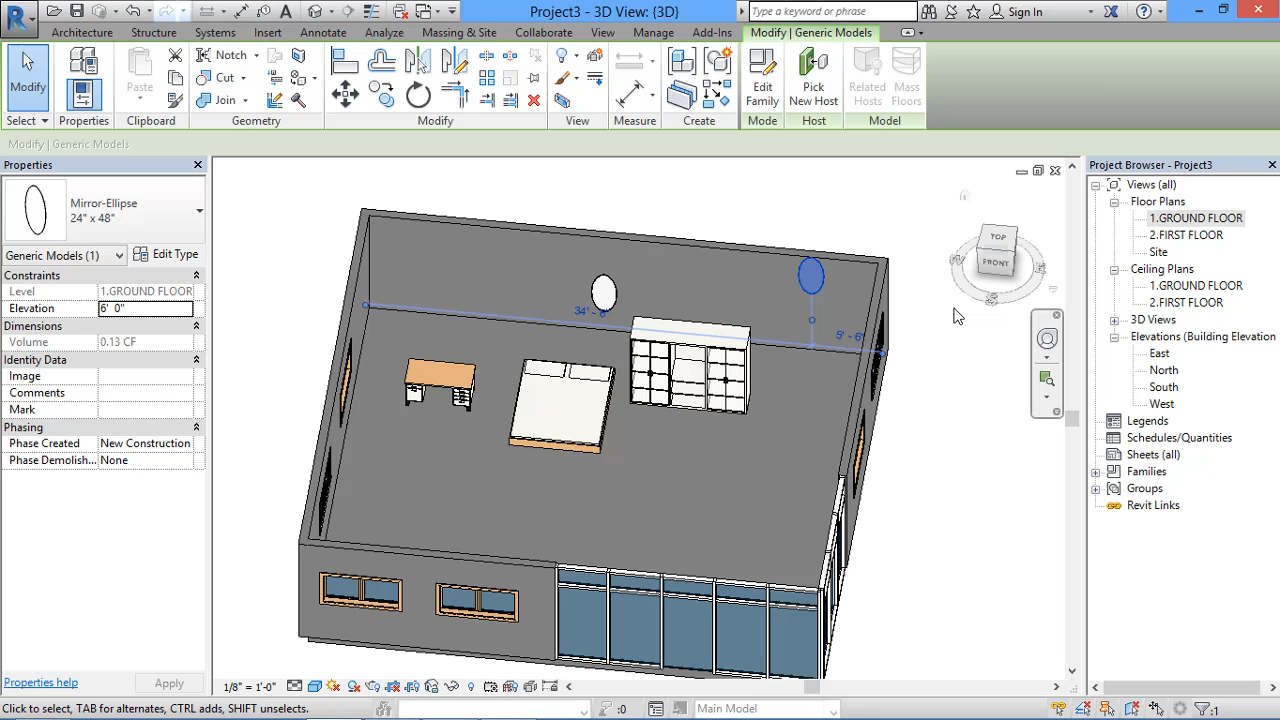 Project3 - 3D View: {3D}
Type a keyword or phrase
Sign In
Architecture
Structure
Systems
Insert
Annotate
Analyze
Massing & Site
Collaborate
View
Manage
Add-Ins
Modify | Generic Models
Modify
Paste
Notch
Cut
Join
Edit
Family
Pick
New Host
Related
Hosts
Mass
Floors
Select
Properties
Clipboard
Geometry
Modify
View
Measure
Create
Mode
Host
Model
Modify | Generic Models
Properties
Mirror-Ellipse
24" x 48"
Generic Models (1)
Edit Type
Constraints
Level
1.GROUND FLOOR
Elevation
6' 0"
Dimensions
Volume
0.13 CF
Identity Data
Image
Comments
Mark
Phasing
Phase Created
New Construction
Phase Demolish...
None
Properties help
Apply
TOP
FRONT
W
S
E
5' - 6"
Project Browser - Project3
Views (all)
Floor Plans
1.GROUND FLOOR
2.FIRST FLOOR
Site
Ceiling Plans
1.GROUND FLOOR
2.FIRST FLOOR
3D Views
Elevations (Building Elevation
East
North
South
West
Legends
Schedules/Quantities
Sheets (all)
Families
Groups
Revit Links
1/8" = 1'-0"
Click to select, TAB for alternates, CTRL adds, SHIFT unselects.
:0
Main Model
:1